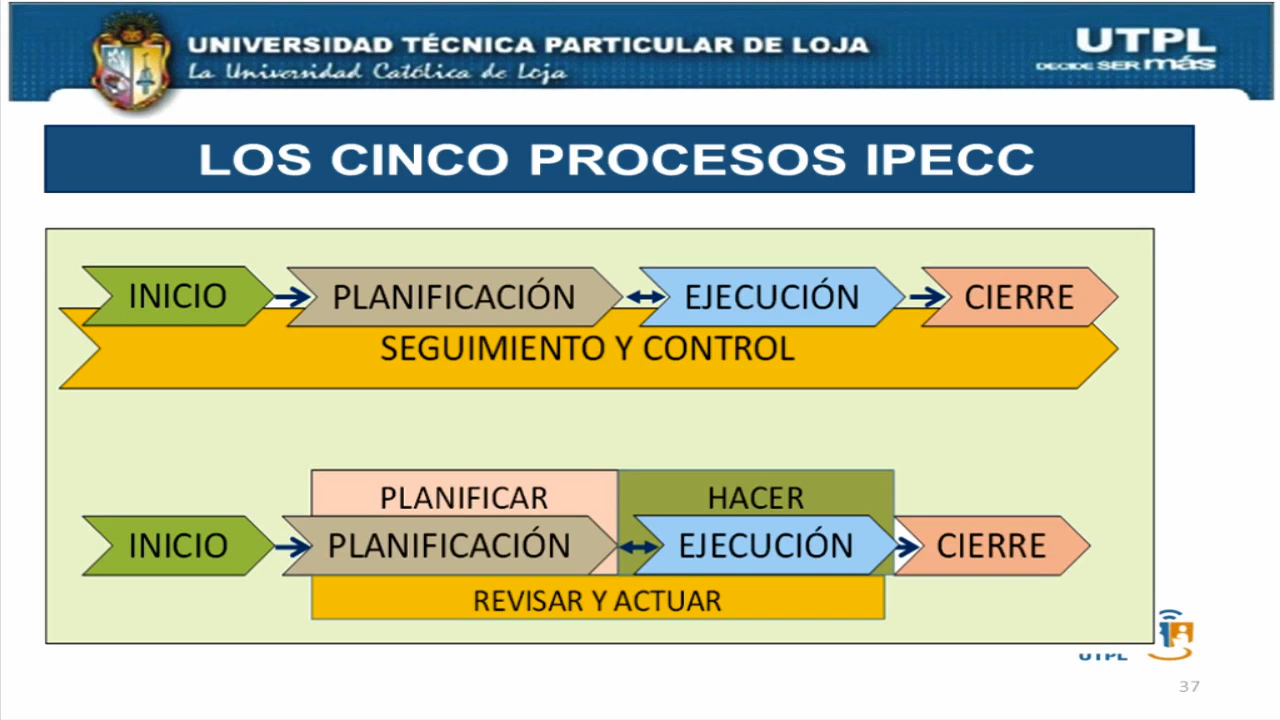 UNIVERSIDAD TÉCNICA PARTICULAR DE LOJA
La Universidad Católica de Loja
UTPL
DECIDE SER más
LOS CINCO PROCESOS IPECC
INICIO PLANIFICACIÓN EJECUCIÓN CIERRE
SEGUIMIENTO Y CONTROL
PLANIFICAR HACER
INICIO PLANIFICACIÓN EJECUCIÓN CIERRE
REVISAR Y ACTUAR
UTPL
37